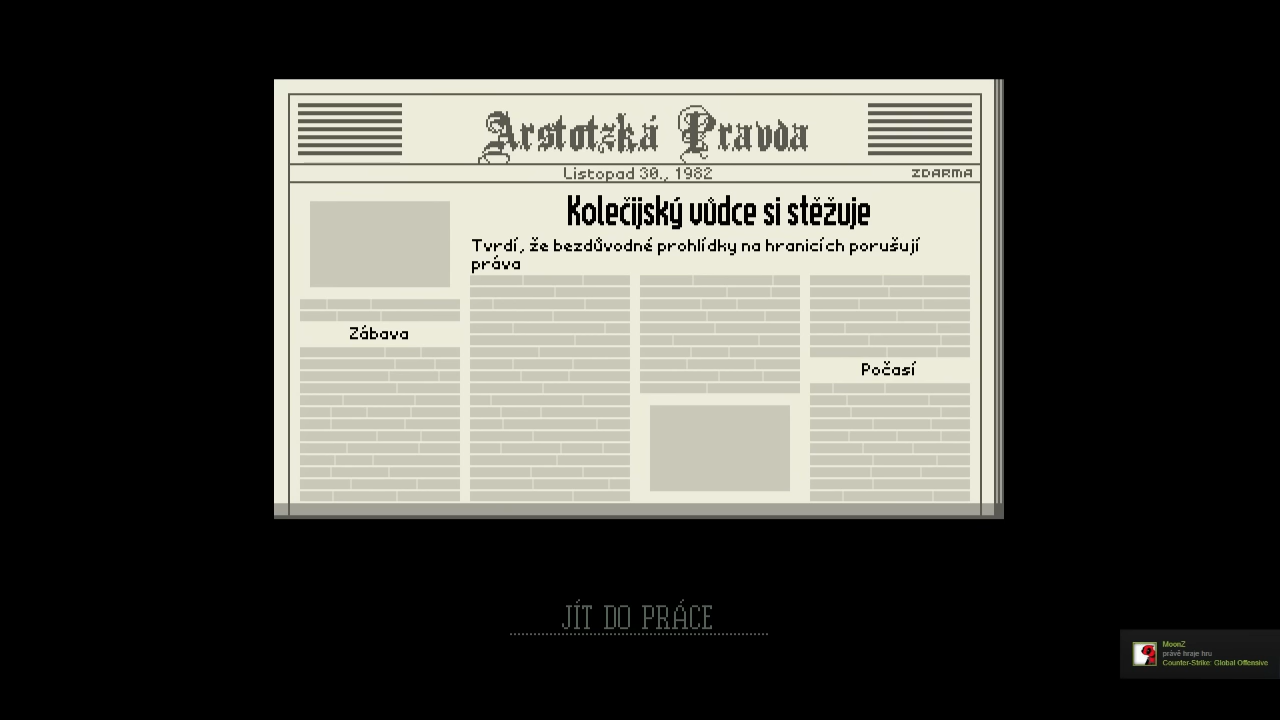 Arstotzká Pravda
Listopad 30., 1982
ZDARMA
Kolečijský vůdce si stěžuje
Tvrdí, že bezdůvodné prohlídky na hranicích porušují
práva
Zábava
Počasí
JÍT DO PRÁCE
MoonZ
právě hraje hru
Counter-Strike: Global Offensive